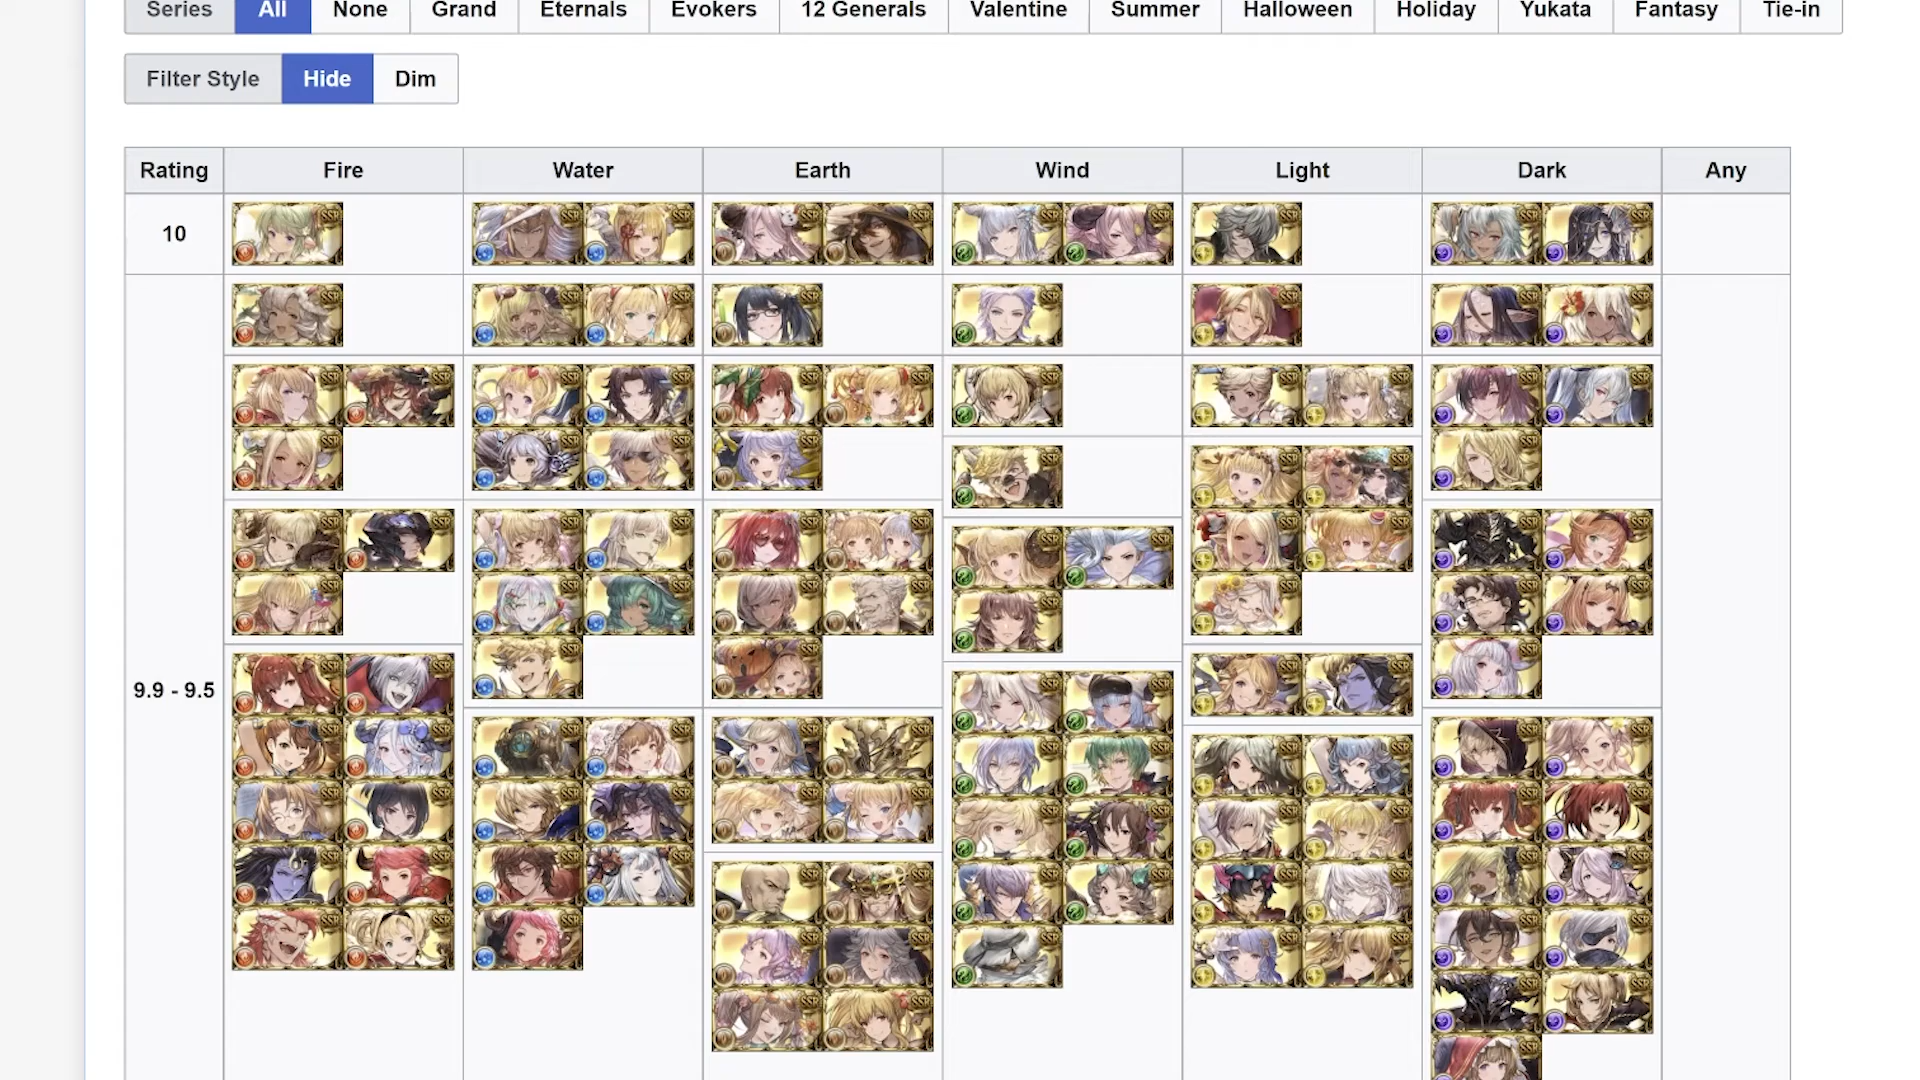 Series All None Grand Eternals Evokers 12 Generals Valentine Summer Halloween Holiday Yukata Fantasy Tie-in
Filter Style Hide Dim
Rating Fire Water Earth Wind Light Dark Any
10
9.9 - 9.5